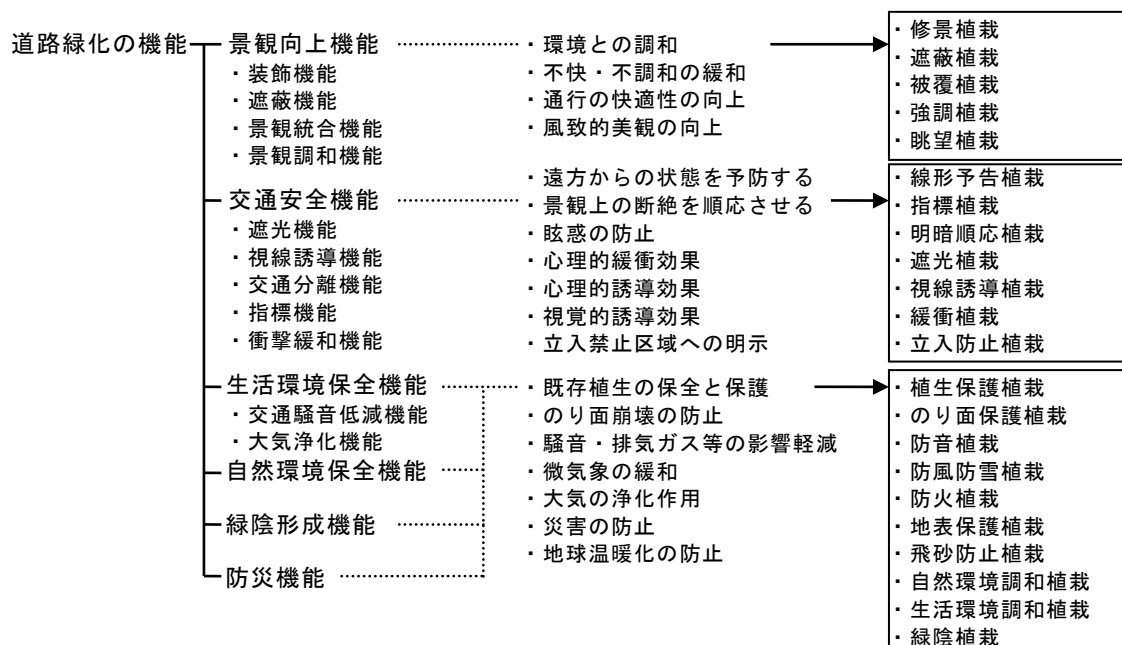 道路緑化の機能
景観向上機能
・装飾機能
・遮蔽機能
・景観統合機能
・景観調和機能
・環境との調和
・不快・不調和の緩和
・通行の快適性の向上
・風致的美観の向上
・修景植栽
・遮蔽植栽
・被覆植栽
・強調植栽
・眺望植栽
交通安全機能
・遮光機能
・視線誘導機能
・交通分離機能
・指標機能
・衝撃緩和機能
・遠方からの状態を予防する
・景観上の断絶を順応させる
・眩惑の防止
・心理的緩衝効果
・心理的誘導効果
・視覚的誘導効果
・立入禁止区域への明示
・線形予告植栽
・指標植栽
・明暗順応植栽
・遮光植栽
・視線誘導植栽
・緩衝植栽
・立入防止植栽
生活環境保全機能
・交通騒音低減機能
・大気浄化機能
自然環境保全機能
緑陰形成機能
防災機能
・既存植生の保全と保護
・のり面崩壊の防止
・騒音・排気ガス等の影響軽減
・微気象の緩和
・大気の浄化作用
・災害の防止
・地球温暖化の防止
・植生保護植栽
・のり面保護植栽
・防音植栽
・防風防雪植栽
・防火植栽
・地表保護植栽
・飛砂防止植栽
・自然環境調和植栽
・生活環境調和植栽
・緑陰植栽